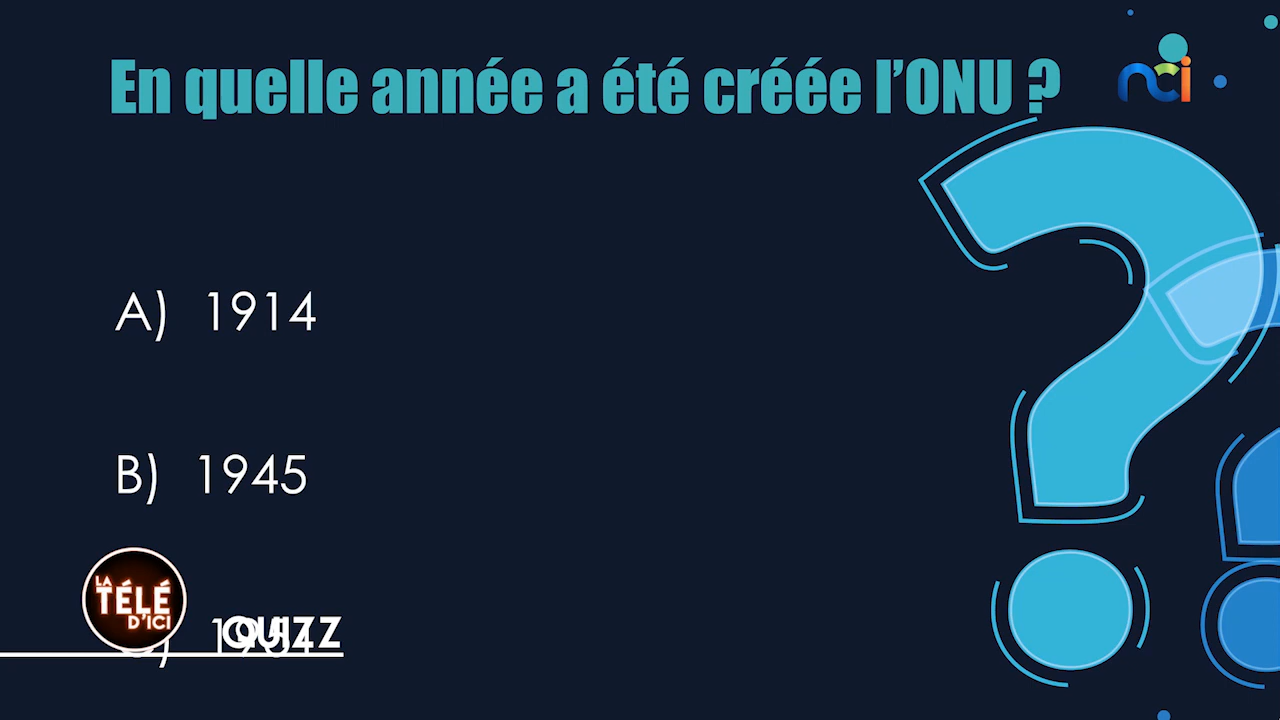 En quelle année a été créée l'ONU ?
nci
A) 1914
B) 1945
LA
TÉLÉ
D'ICI
QUIZZ